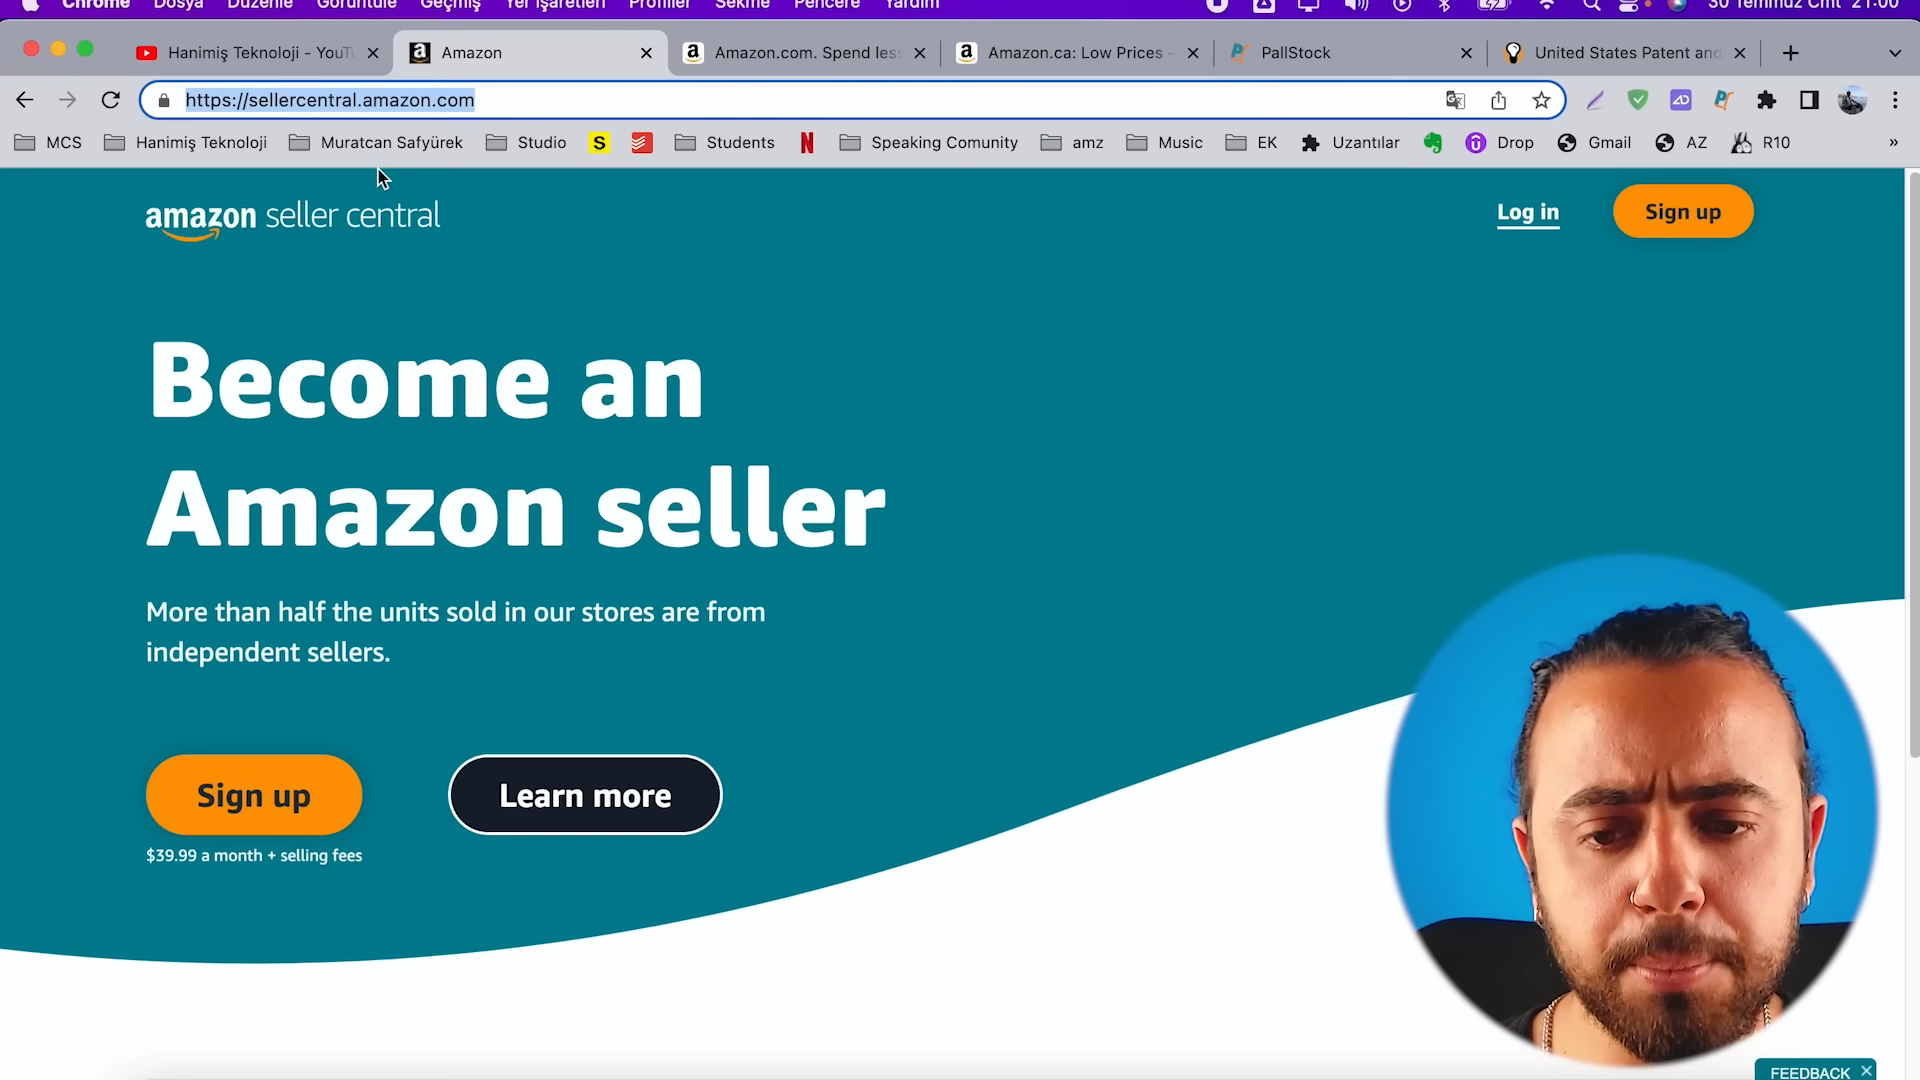 Chrome Dosya Düzenle Görüntüle Geçmiş Yer İşaretleri Profiller Sekme Pencere Yardım 30 Temmuz Cmt 21:00
Hanimiş Teknoloji - YouTu
Amazon
Amazon.com. Spend less
Amazon.ca: Low Prices –
PallStock
United States Patent and
https://sellercentral.amazon.com
MCS Hanimiş Teknoloji Muratcan Safyürek Studio S Students N Speaking Comunity amz Music EK Uzantılar Drop Gmail AZ R10 »
amazon seller central
Log in
Sign up
Become an
Amazon seller
More than half the units sold in our stores are from
independent sellers.
Sign up
Learn more
$39.99 a month + selling fees
FEEDBACK